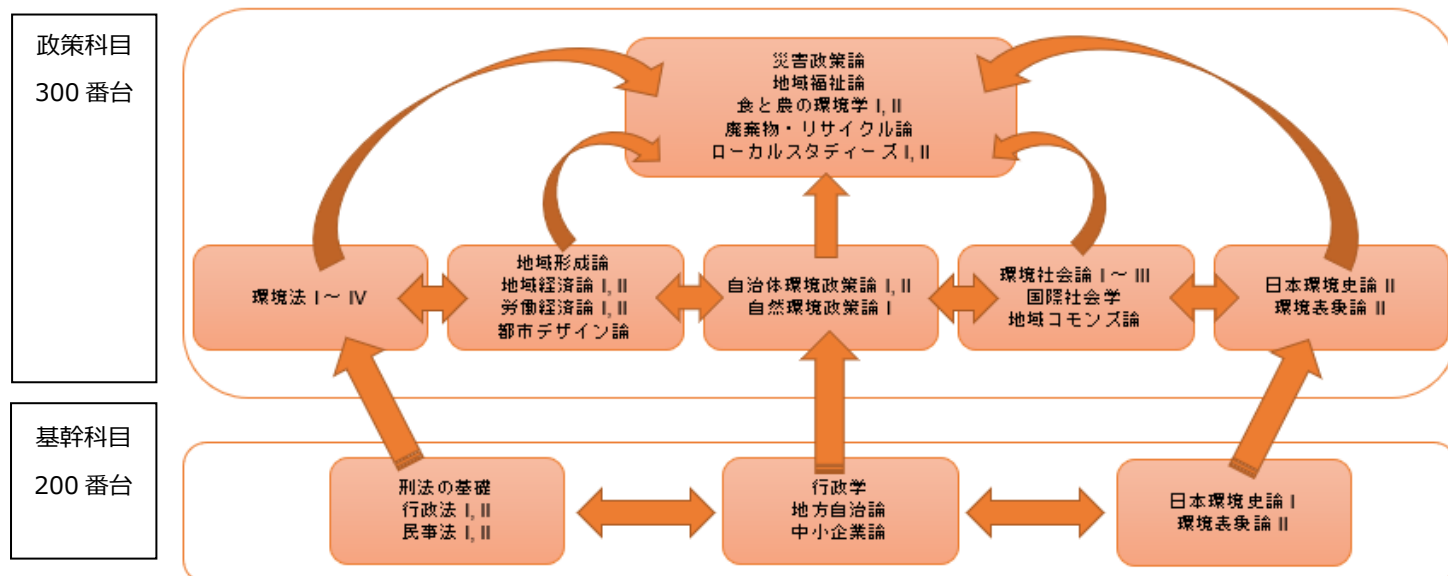 政策科目
300 番台
災害政策論
地域福祉論
食と農の環境学 I, II
廃棄物・リサイクル論
ローカルスタディーズ I, II
環境法 I～ IV
地域形成論
地域経済論 I, II
労働経済論 I, II
都市デザイン論
自治体環境政策論 I, II
自然環境政策論 I
環境社会論 I ～ III
国際社会学
地域コモンズ論
日本環境史論 II
環境表象論 II
基幹科目
200 番台
刑法の基礎
行政法 I, II
民事法 I, II
行政学
地方自治論
中小企業論
日本環境史論 I
環境表象論 II